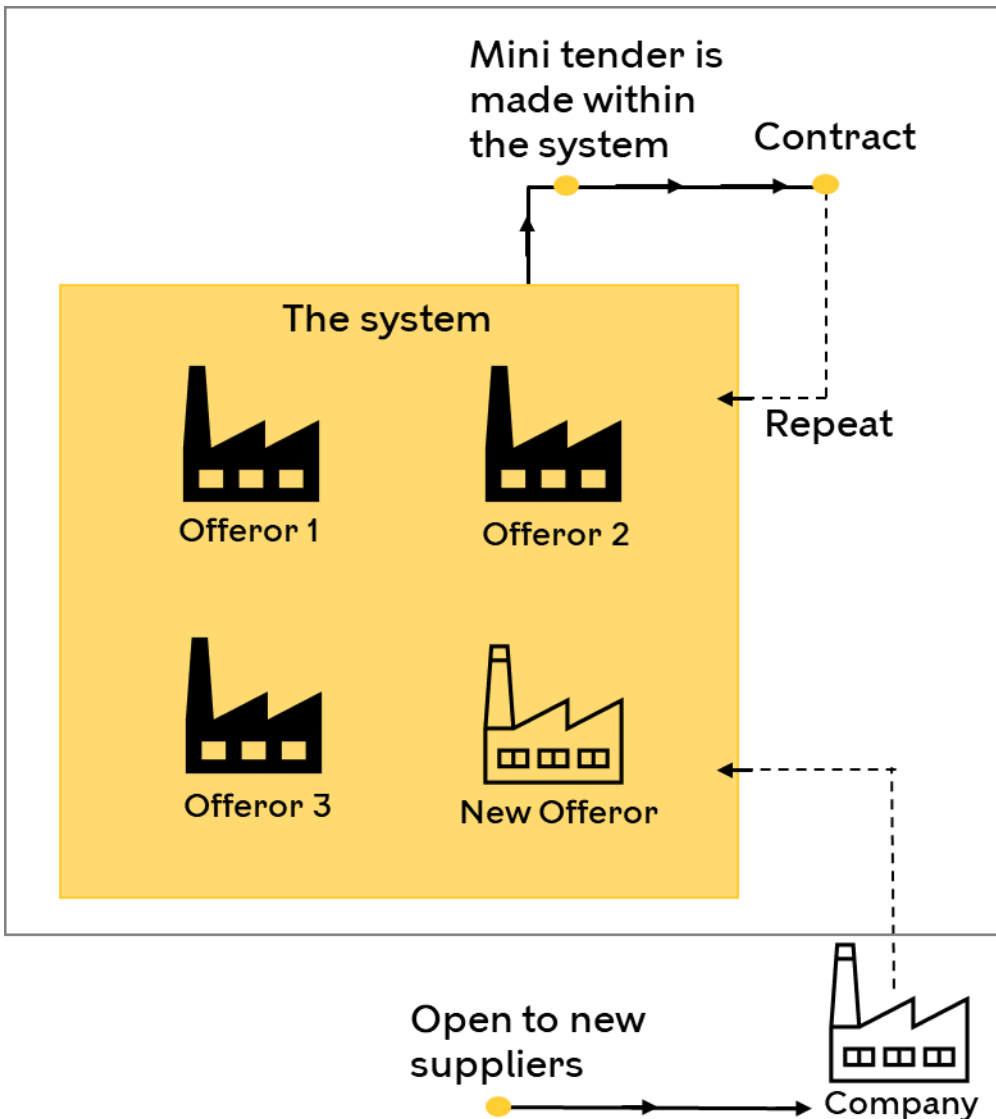 Mini tender is
made within
the system
Contract
The system
Repeat
Offeror 1
Offeror 2
Offeror 3
New Offeror
Open to new
suppliers
Company